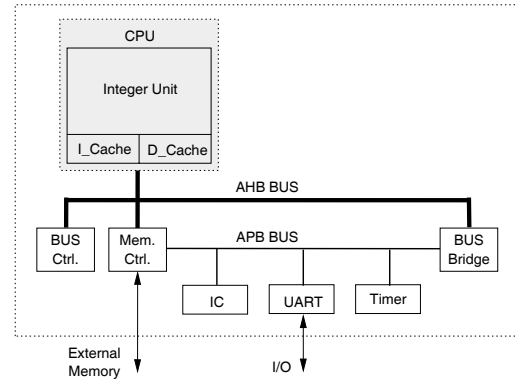 CPU
Integer Unit
I_Cache
D_Cache
AHB BUS
BUS
Ctrl.
Mem.
Ctrl.
APB BUS
BUS
Bridge
IC
UART
Timer
External
Memory
I/O